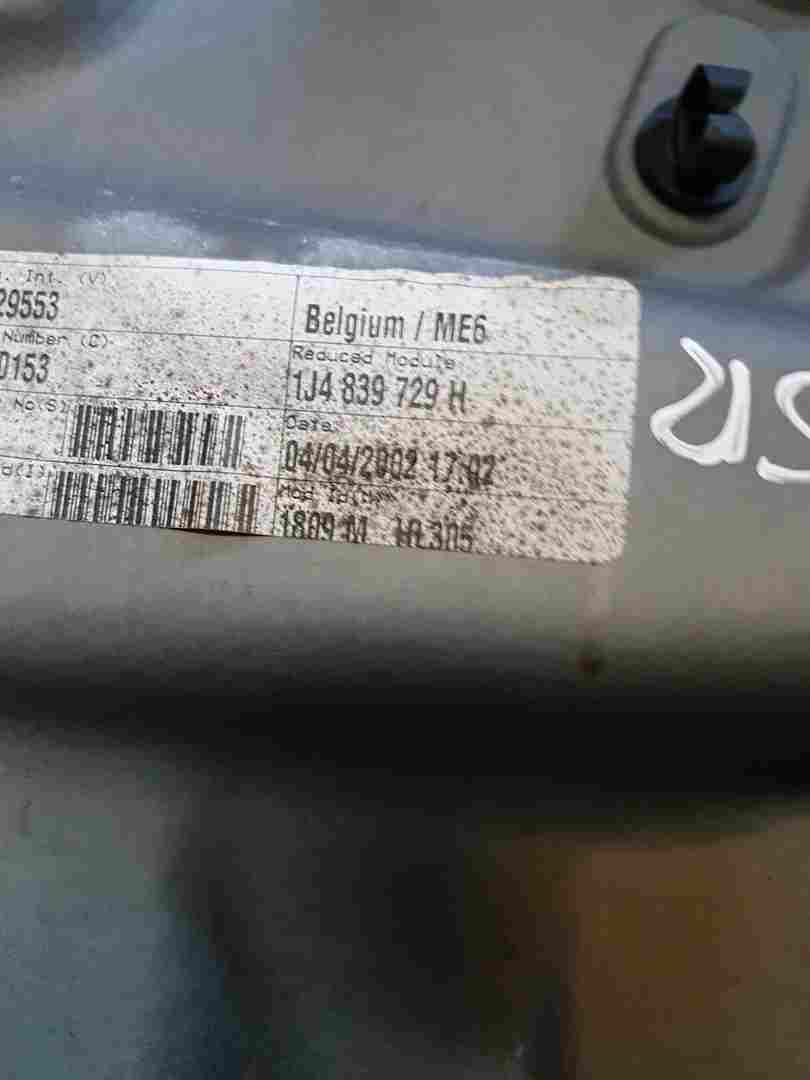 . Int. (V)
29553
Belgium / ME6
Number (C)
0153
Reduced Module
1J4 839 729 H
No(S)
Date
04/04/2002 17:02
1809 M HL305